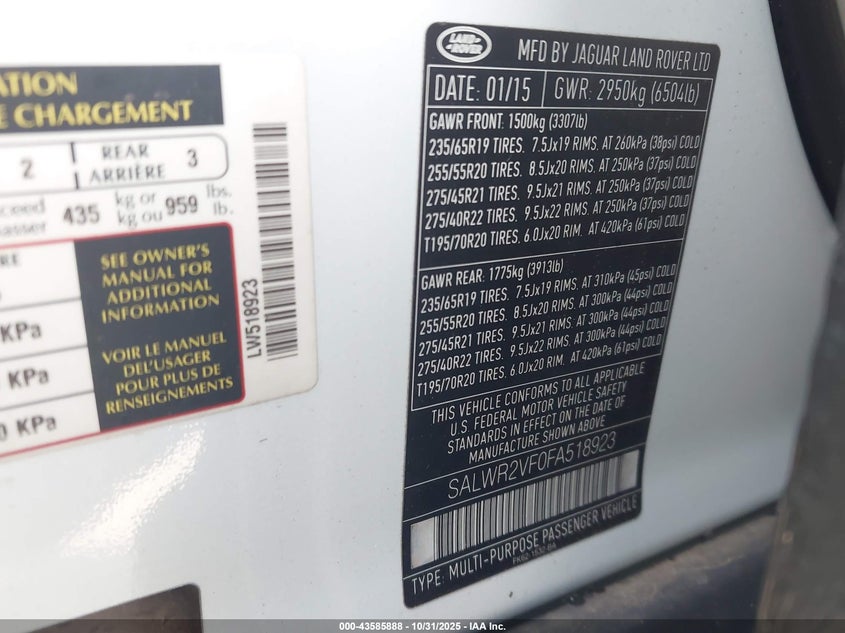 ATION
E CHARGEMENT
2 REAR ARRIÈRE 3
435 kg or kg ou 959 lbs. lb.
SEE OWNER'S
MANUAL FOR
ADDITIONAL
INFORMATION
VOIR LE MANUEL
DEL'USAGER
POUR PLUS DE
RENSEIGNEMENTS
KPa
KPa
0 KPa
LW518923
LAND ROVER
MFD BY JAGUAR LAND ROVER LTD
DATE: 01/15 GWR: 2950kg (6504lb)
GAWR FRONT: 1500kg (3307lb)
235/65R19 TIRES. 7.5Jx19 RIMS. AT 260kPa (38psi) COLD
255/55R20 TIRES. 8.5Jx20 RIMS. AT 250kPa (37psi) COLD
275/45R21 TIRES. 9.5Jx21 RIMS. AT 250kPa (37psi) COLD
275/40R22 TIRES. 9.5Jx22 RIMS. AT 250kPa (37psi) COLD
T195/70R20 TIRES. 6.0Jx20 RIM. AT 420kPa (61psi) COLD
GAWR REAR: 1775kg (3913lb)
235/65R19 TIRES. 7.5Jx19 RIMS. AT 310kPa (45psi) COLD
255/55R20 TIRES. 8.5Jx20 RIMS. AT 300kPa (44psi) COLD
275/45R21 TIRES. 9.5Jx21 RIMS. AT 300kPa (44psi) COLD
275/40R22 TIRES. 9.5Jx22 RIMS. AT 300kPa (44psi) COLD
T195/70R20 TIRES. 6.0Jx20 RIM. AT 420kPa (61psi) COLD
THIS VEHICLE CONFORMS TO ALL APPLICABLE
U.S. FEDERAL MOTOR VEHICLE SAFETY
STANDARDS IN EFFECT ON THE DATE OF
MANUFACTURE SHOWN ABOVE
SALWR2VF0FA518923
TYPE: MULTI-PURPOSE PASSENGER VEHICLE
000-43585888 - 10/31/2025 - IAA Inc.